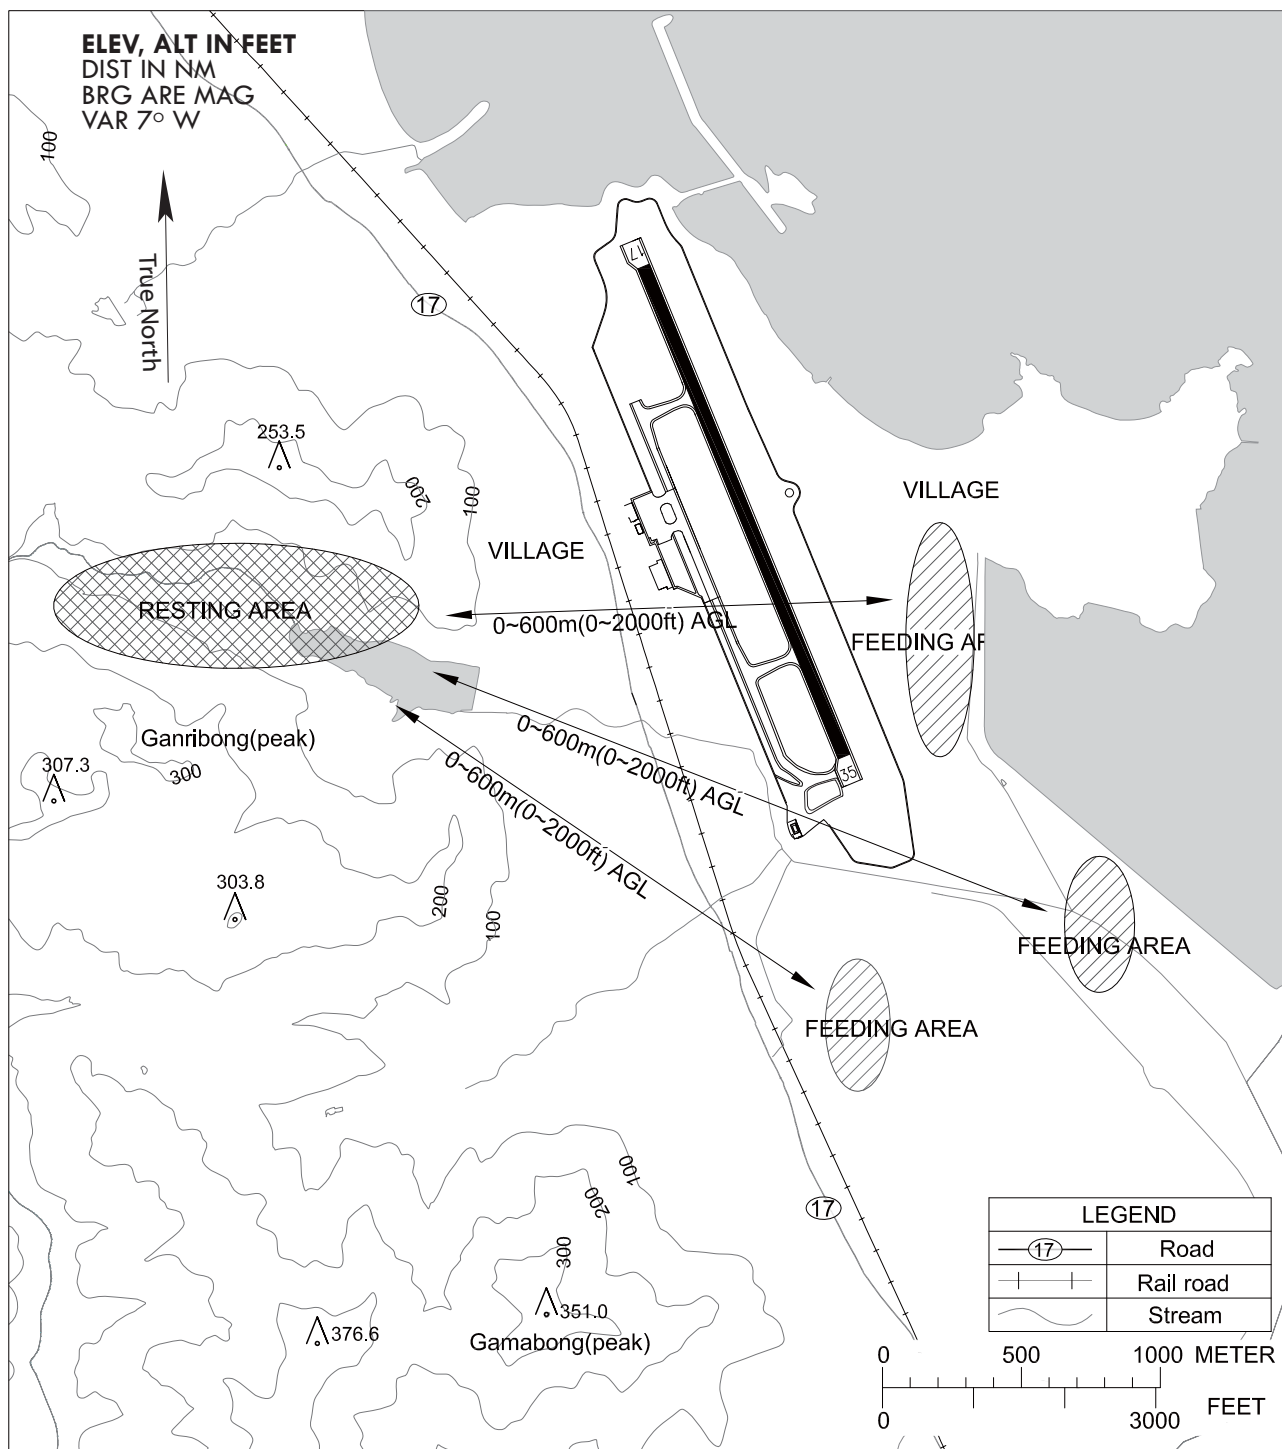 ELEV, ALT IN FEET
DIST IN NM
BRG ARE MAG
VAR 7° W
100
True North
17
17
253.5
200
100
VILLAGE
VILLAGE
RESTING AREA
0~600m(0~2000ft) AGL
FEEDING AR
Ganribong(peak)
300
307.3
0~600m(0~2000ft) AGL
0~600m(0~2000ft) AGL
35
303.8
200
100
FEEDING AREA
FEEDING AREA
100
200
300
17
351.0
376.6
Gamabong(peak)
LEGEND
17 Road
Rail road
Stream
0 500 1000 METER
0 3000 FEET